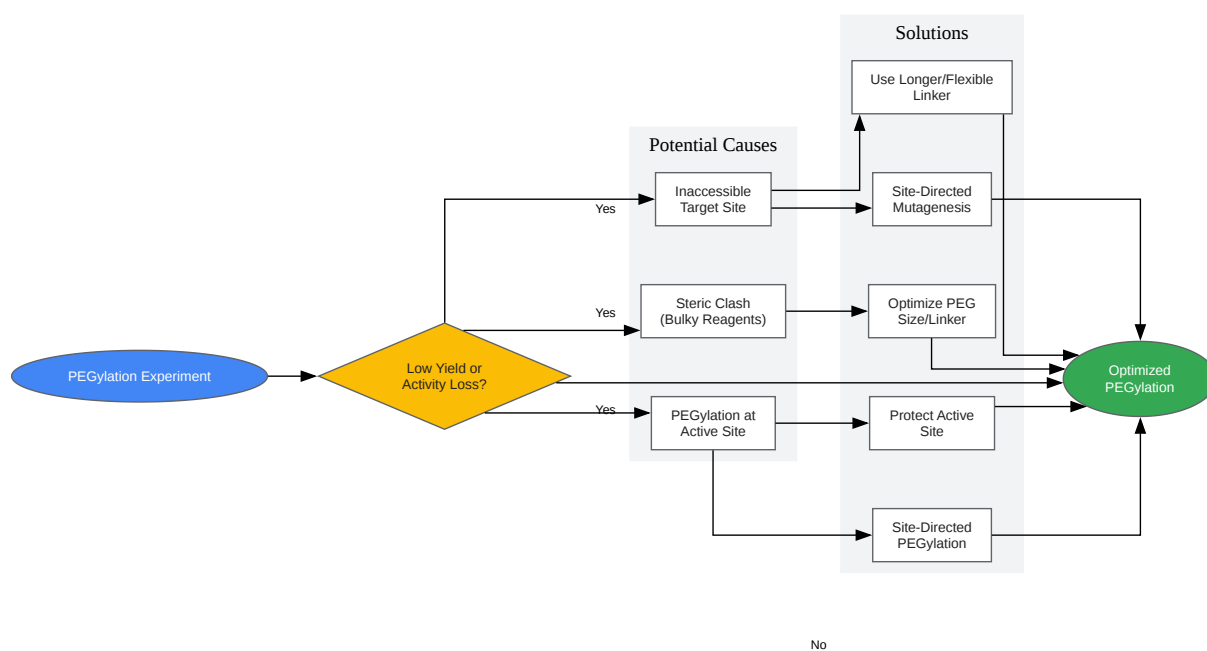 Solutions
Use Longer/Flexible
Linker
Potential Causes
Inaccessible
Target Site
Yes
Site-Directed
Mutagenesis
Steric Clash
(Bulky Reagents)
Yes
Optimize PEG
Size/Linker
PEGylation Experiment
Low Yield or
Activity Loss?
Optimized
PEGylation
Yes
PEGylation at
Active Site
Protect Active
Site
Site-Directed
PEGylation
No